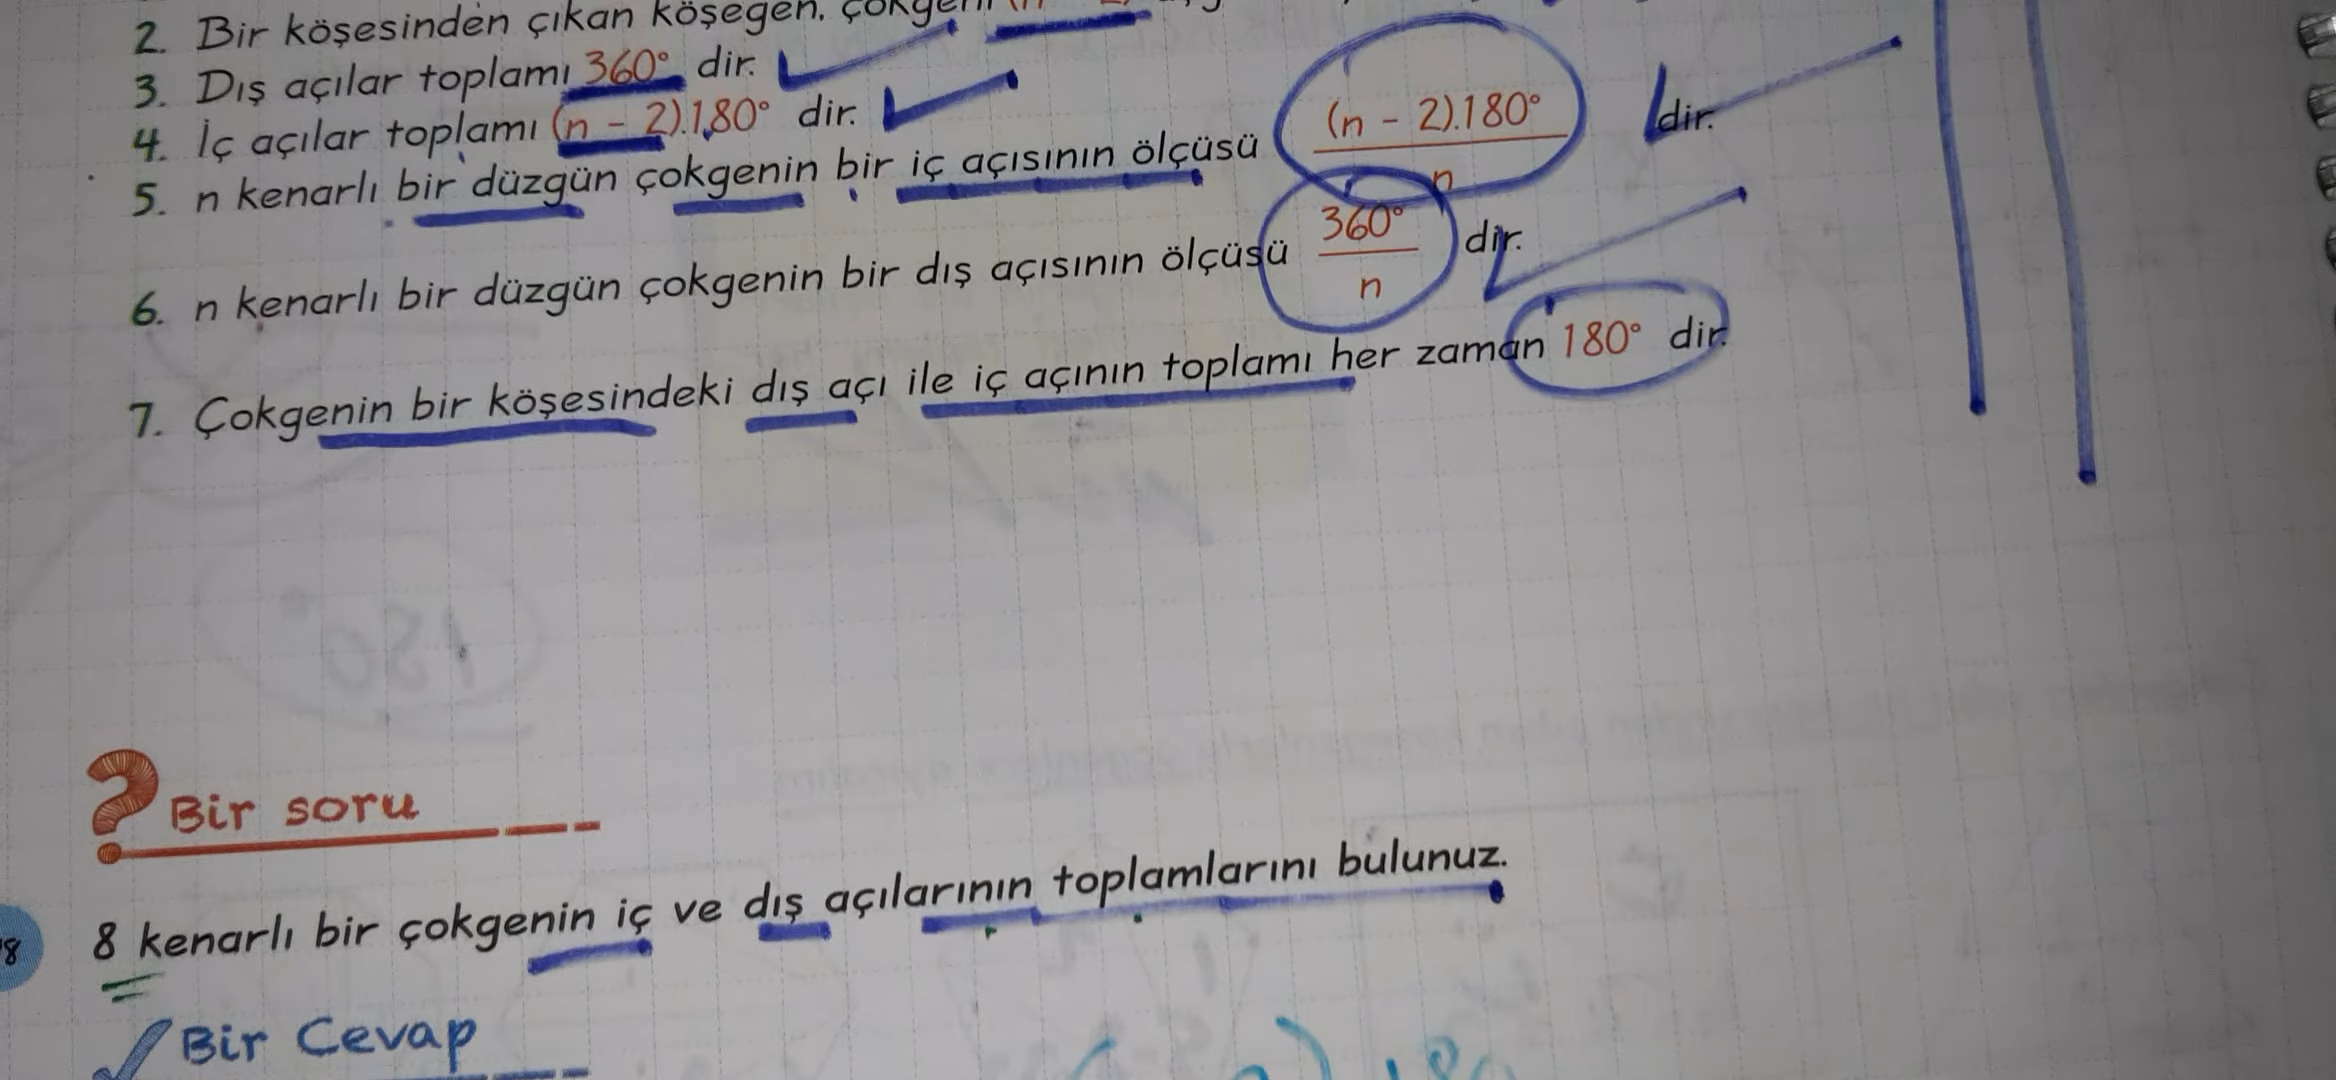 2. Bir köşesinden çıkan köşegen, çokgeni
3. Dış açılar toplamı 360° dir.
4. İç açılar toplamı (n - 2).180° dir.
5. n kenarlı bir düzgün çokgenin bir iç açısının ölçüsü (n - 2).180° / n dir.
6. n kenarlı bir düzgün çokgenin bir dış açısının ölçüsü 360° / n dir.
7. Çokgenin bir köşesindeki dış açı ile iç açının toplamı her zaman 180° dir.
? Bir soru
8 kenarlı bir çokgenin iç ve dış açılarının toplamlarını bulunuz.
Bir Cevap